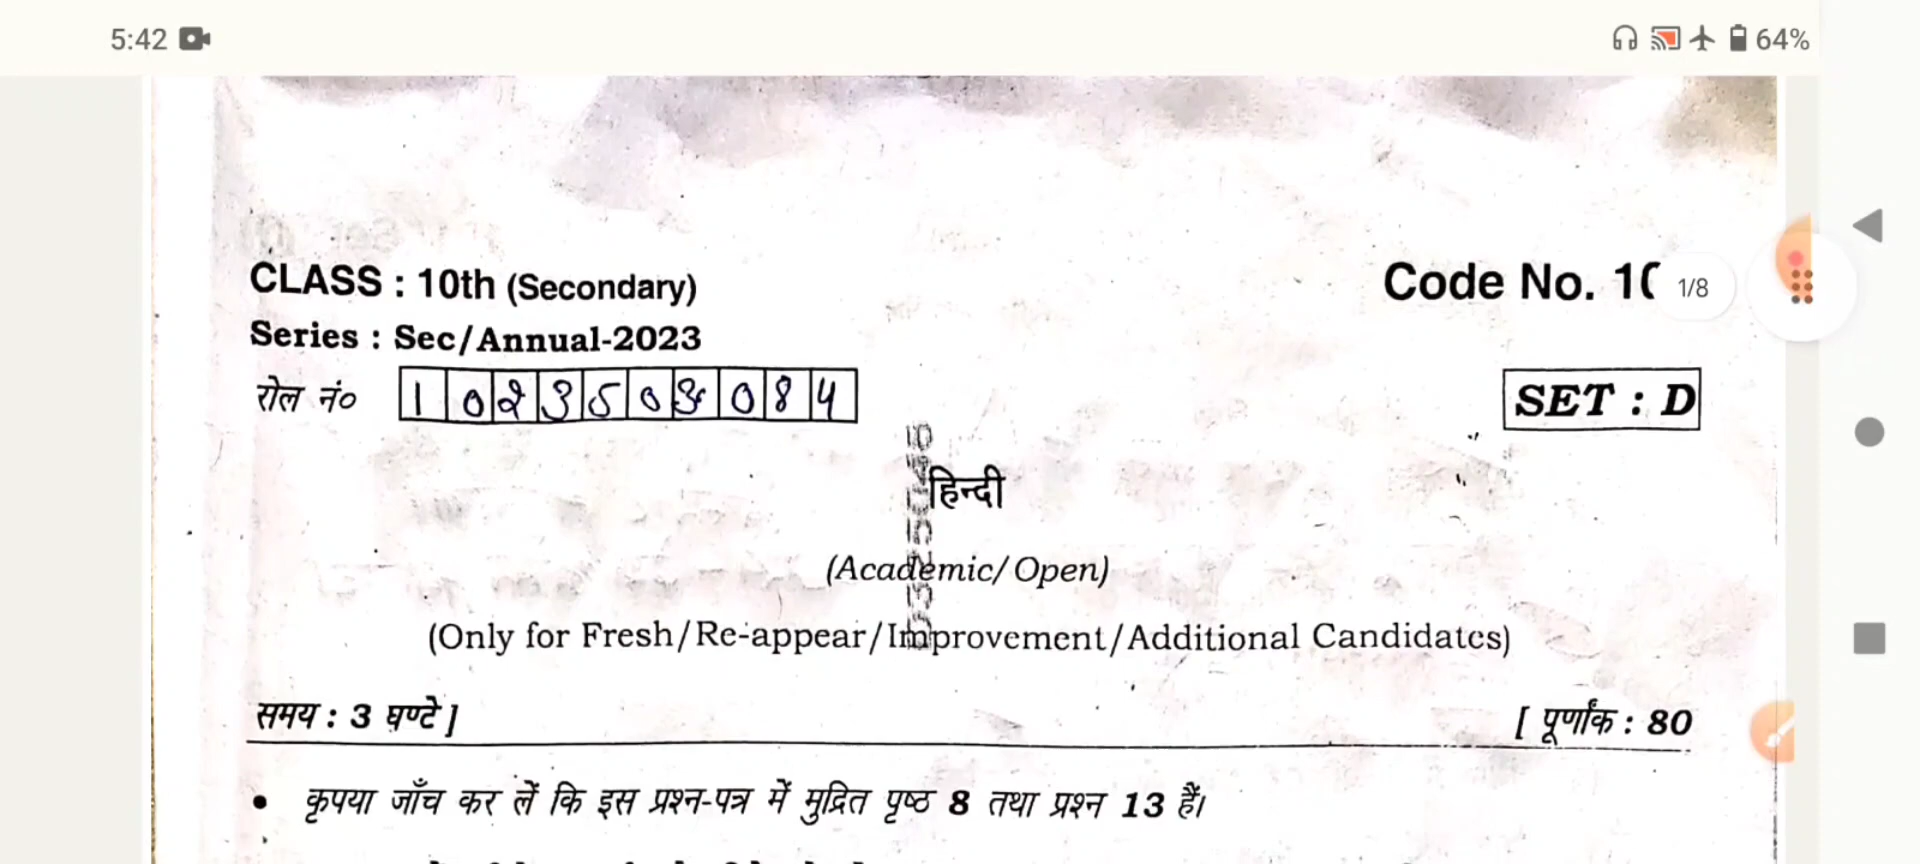 5:42
64%
CLASS : 10th (Secondary)
Code No. 10
1/8
Series : Sec/Annual-2023
रोल नं० 1023503084
SET : D
हिन्दी
(Academic/Open)
(Only for Fresh/Re-appear/Improvement/Additional Candidates)
समय : 3 घण्टे ]
[ पूर्णांक : 80
• कृपया जाँच कर लें कि इस प्रश्न-पत्र में मुद्रित पृष्ठ 8 तथा प्रश्न 13 हैं।